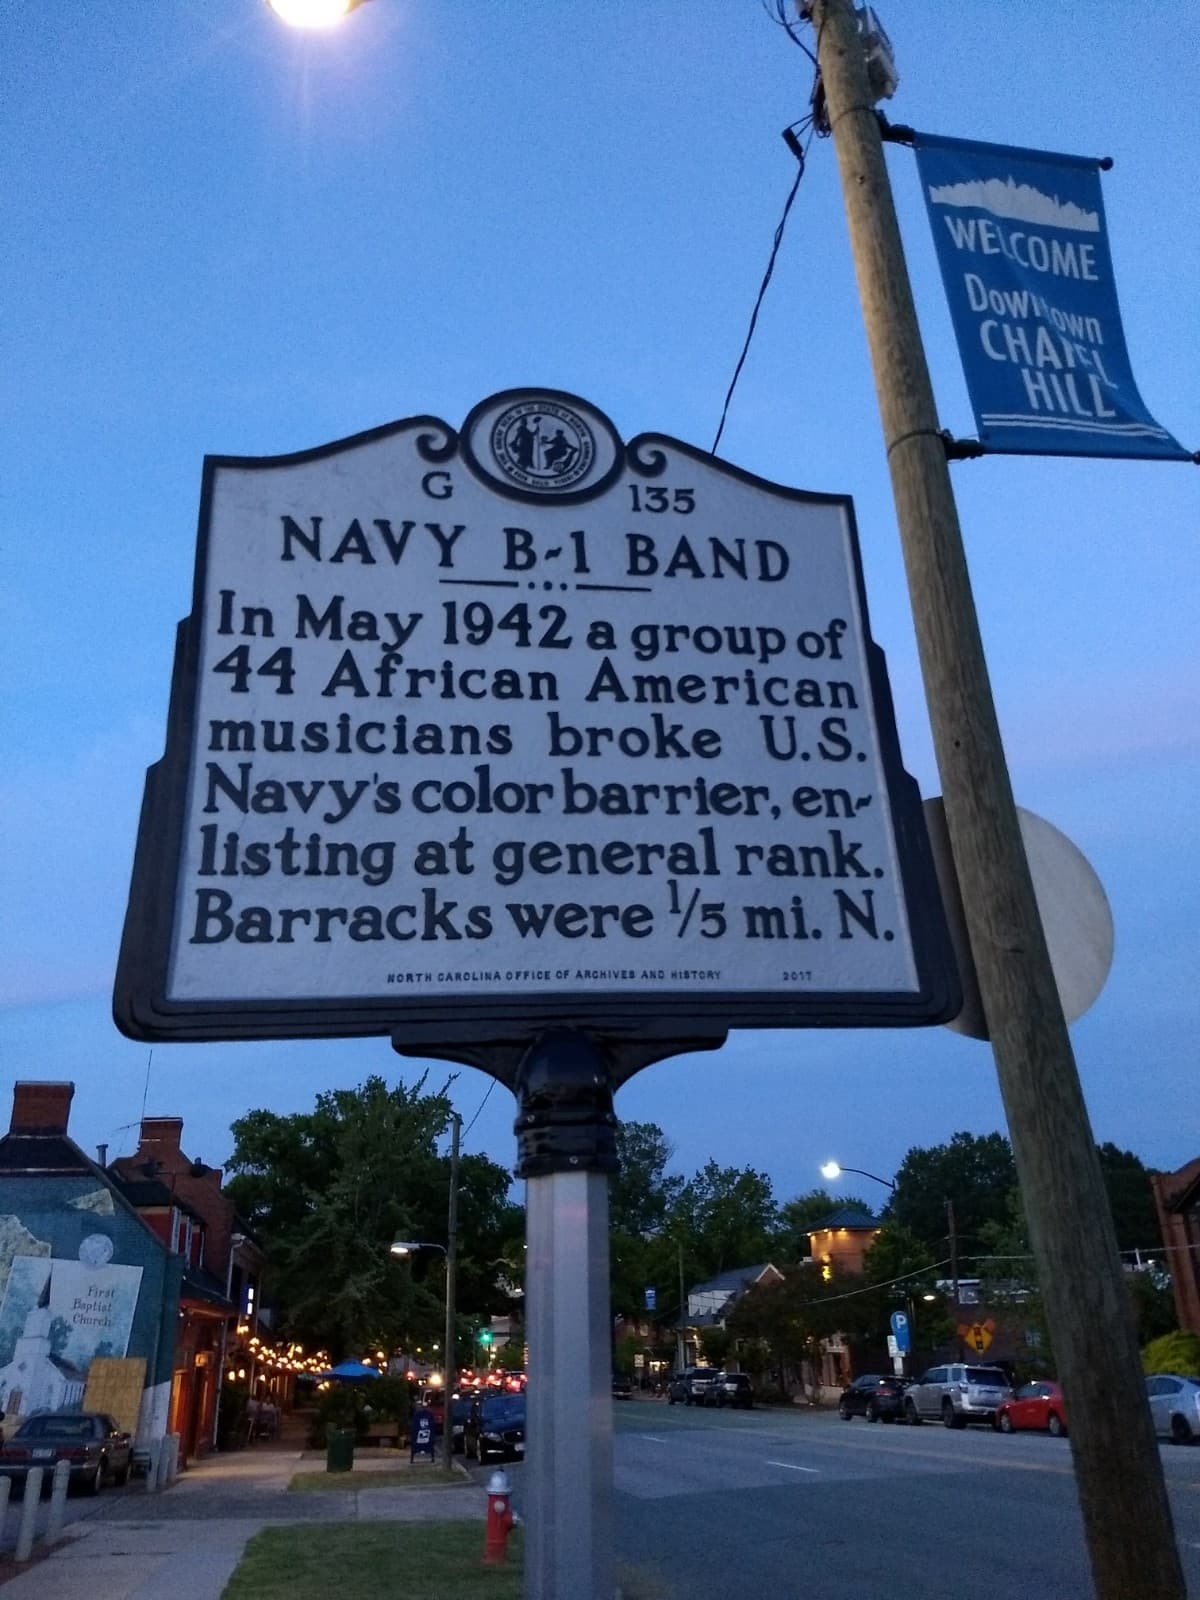 WELCOME
Downtown
CHAPEL
HILL
G 135
NAVY B-1 BAND
In May 1942 a group of
44 African American
musicians broke U.S.
Navy's color barrier, en-
listing at general rank.
Barracks were 1/5 mi. N.
NORTH CAROLINA OFFICE OF ARCHIVES AND HISTORY 2017
First
Baptist
Church
P